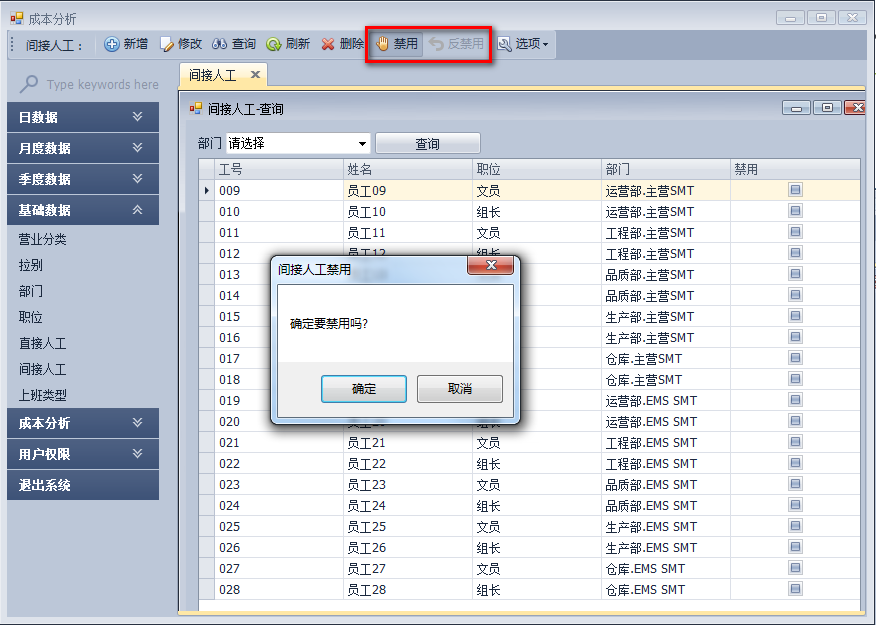 成本分析
间接人工： 新增 修改 查询 刷新 删除 禁用 反禁用 选项
Type keywords here
日数据
月度数据
季度数据
基础数据
营业分类
拉别
部门
职位
直接人工
间接人工
上班类型
成本分析
用户权限
退出系统
间接人工
间接人工-查询
部门 请选择 查询
工号 姓名 职位 部门 禁用
009 员工09 文员 运营部.主营SMT
010 员工10 组长 运营部.主营SMT
011 员工11 文员 工程部.主营SMT
012 员工12 组长 工程部.主营SMT
013 品质部.主营SMT
014 品质部.主营SMT
015 生产部.主营SMT
016 生产部.主营SMT
017 仓库.主营SMT
018 仓库.主营SMT
019 运营部.EMS SMT
020 运营部.EMS SMT
021 员工21 文员 工程部.EMS SMT
022 员工22 组长 工程部.EMS SMT
023 员工23 文员 品质部.EMS SMT
024 员工24 组长 品质部.EMS SMT
025 员工25 文员 生产部.EMS SMT
026 员工26 组长 生产部.EMS SMT
027 员工27 文员 仓库.EMS SMT
028 员工28 组长 仓库.EMS SMT
间接人工禁用
确定要禁用吗?
确定 取消